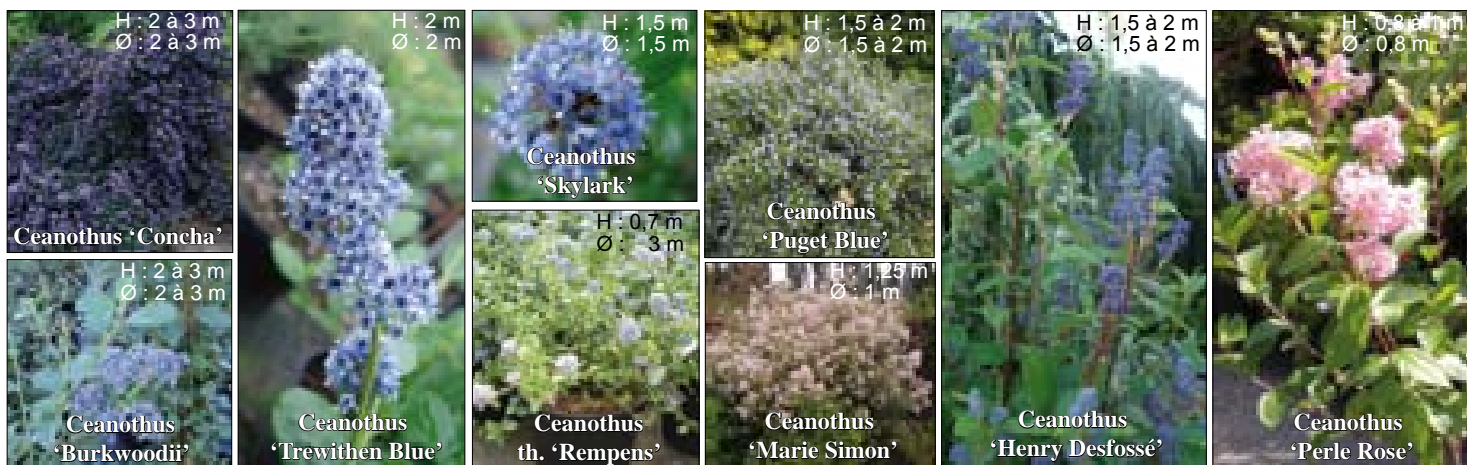 H : 2 à 3 m
Ø : 2 à 3 m
Ceanothus ‘Concha’
H : 2 à 3 m
Ø : 2 à 3 m
Ceanothus
‘Burkwoodii’
H : 2 m
Ø : 2 m
Ceanothus
‘Trewithen Blue’
H : 1,5 m
Ø : 1,5 m
Ceanothus
‘Skylark’
H : 0,7 m
Ø : 3 m
Ceanothus
th. ‘Rempens’
H : 1,5 à 2 m
Ø : 1,5 à 2 m
Ceanothus
‘Puget Blue’
H : 1,25 m
Ø : 1 m
Ceanothus
‘Marie Simon’
H : 1,5 à 2 m
Ø : 1,5 à 2 m
Ceanothus
‘Henry Desfossé’
H : 0,8 à 1 m
Ø : 0,8 m
Ceanothus
‘Perle Rose’